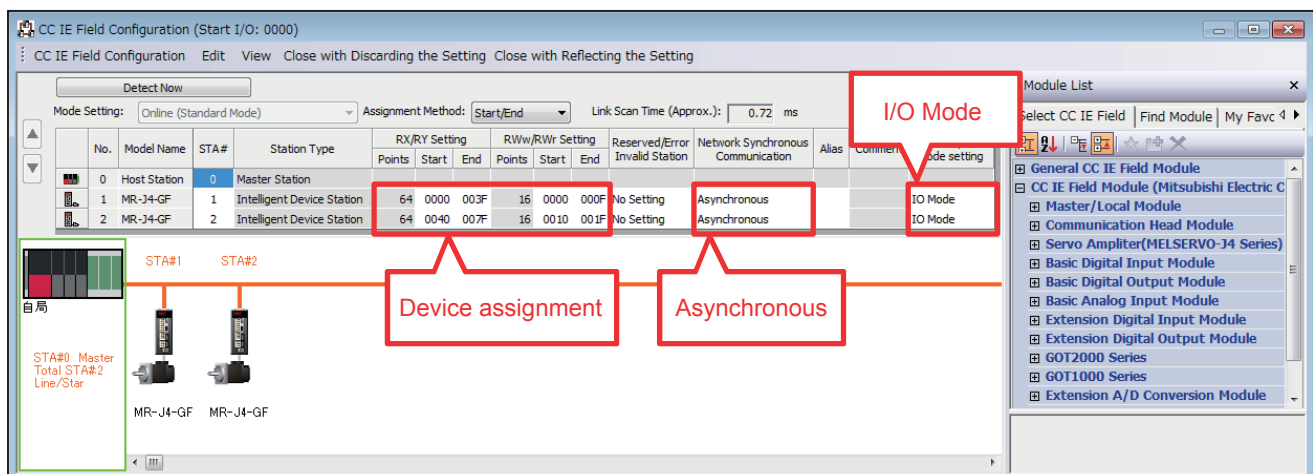 CC IE Field Configuration (Start I/O: 0000)
CC IE Field Configuration Edit View Close with Discarding the Setting Close with Reflecting the Setting
Detect Now
Mode Setting: Online (Standard Mode) Assignment Method: Start/End Link Scan Time (Approx.): 0.72 ms
No. Model Name STA# Station Type RX/RY Setting RWw/RWr Setting Reserved/Error Invalid Station Network Synchronous Communication Alias Comment ode setting
Points Start End Points Start End
0 Host Station 0 Master Station
1 MR-J4-GF 1 Intelligent Device Station 64 0000 003F 16 0000 000F No Setting Asynchronous IO Mode
2 MR-J4-GF 2 Intelligent Device Station 64 0040 007F 16 0010 001F No Setting Asynchronous IO Mode
I/O Mode
Device assignment
Asynchronous
STA#1 STA#2
自局
STA#0 Master
Total STA#2
Line/Star
MR-J4-GF MR-J4-GF
Module List
Select CC IE Field Find Module My Favc
General CC IE Field Module
CC IE Field Module (Mitsubishi Electric C
Master/Local Module
Communication Head Module
Servo Ampliter(MELSERVO-J4 Series)
Basic Digital Input Module
Basic Digital Output Module
Basic Analog Input Module
Extension Digital Input Module
Extension Digital Output Module
GOT2000 Series
GOT1000 Series
Extension A/D Conversion Module